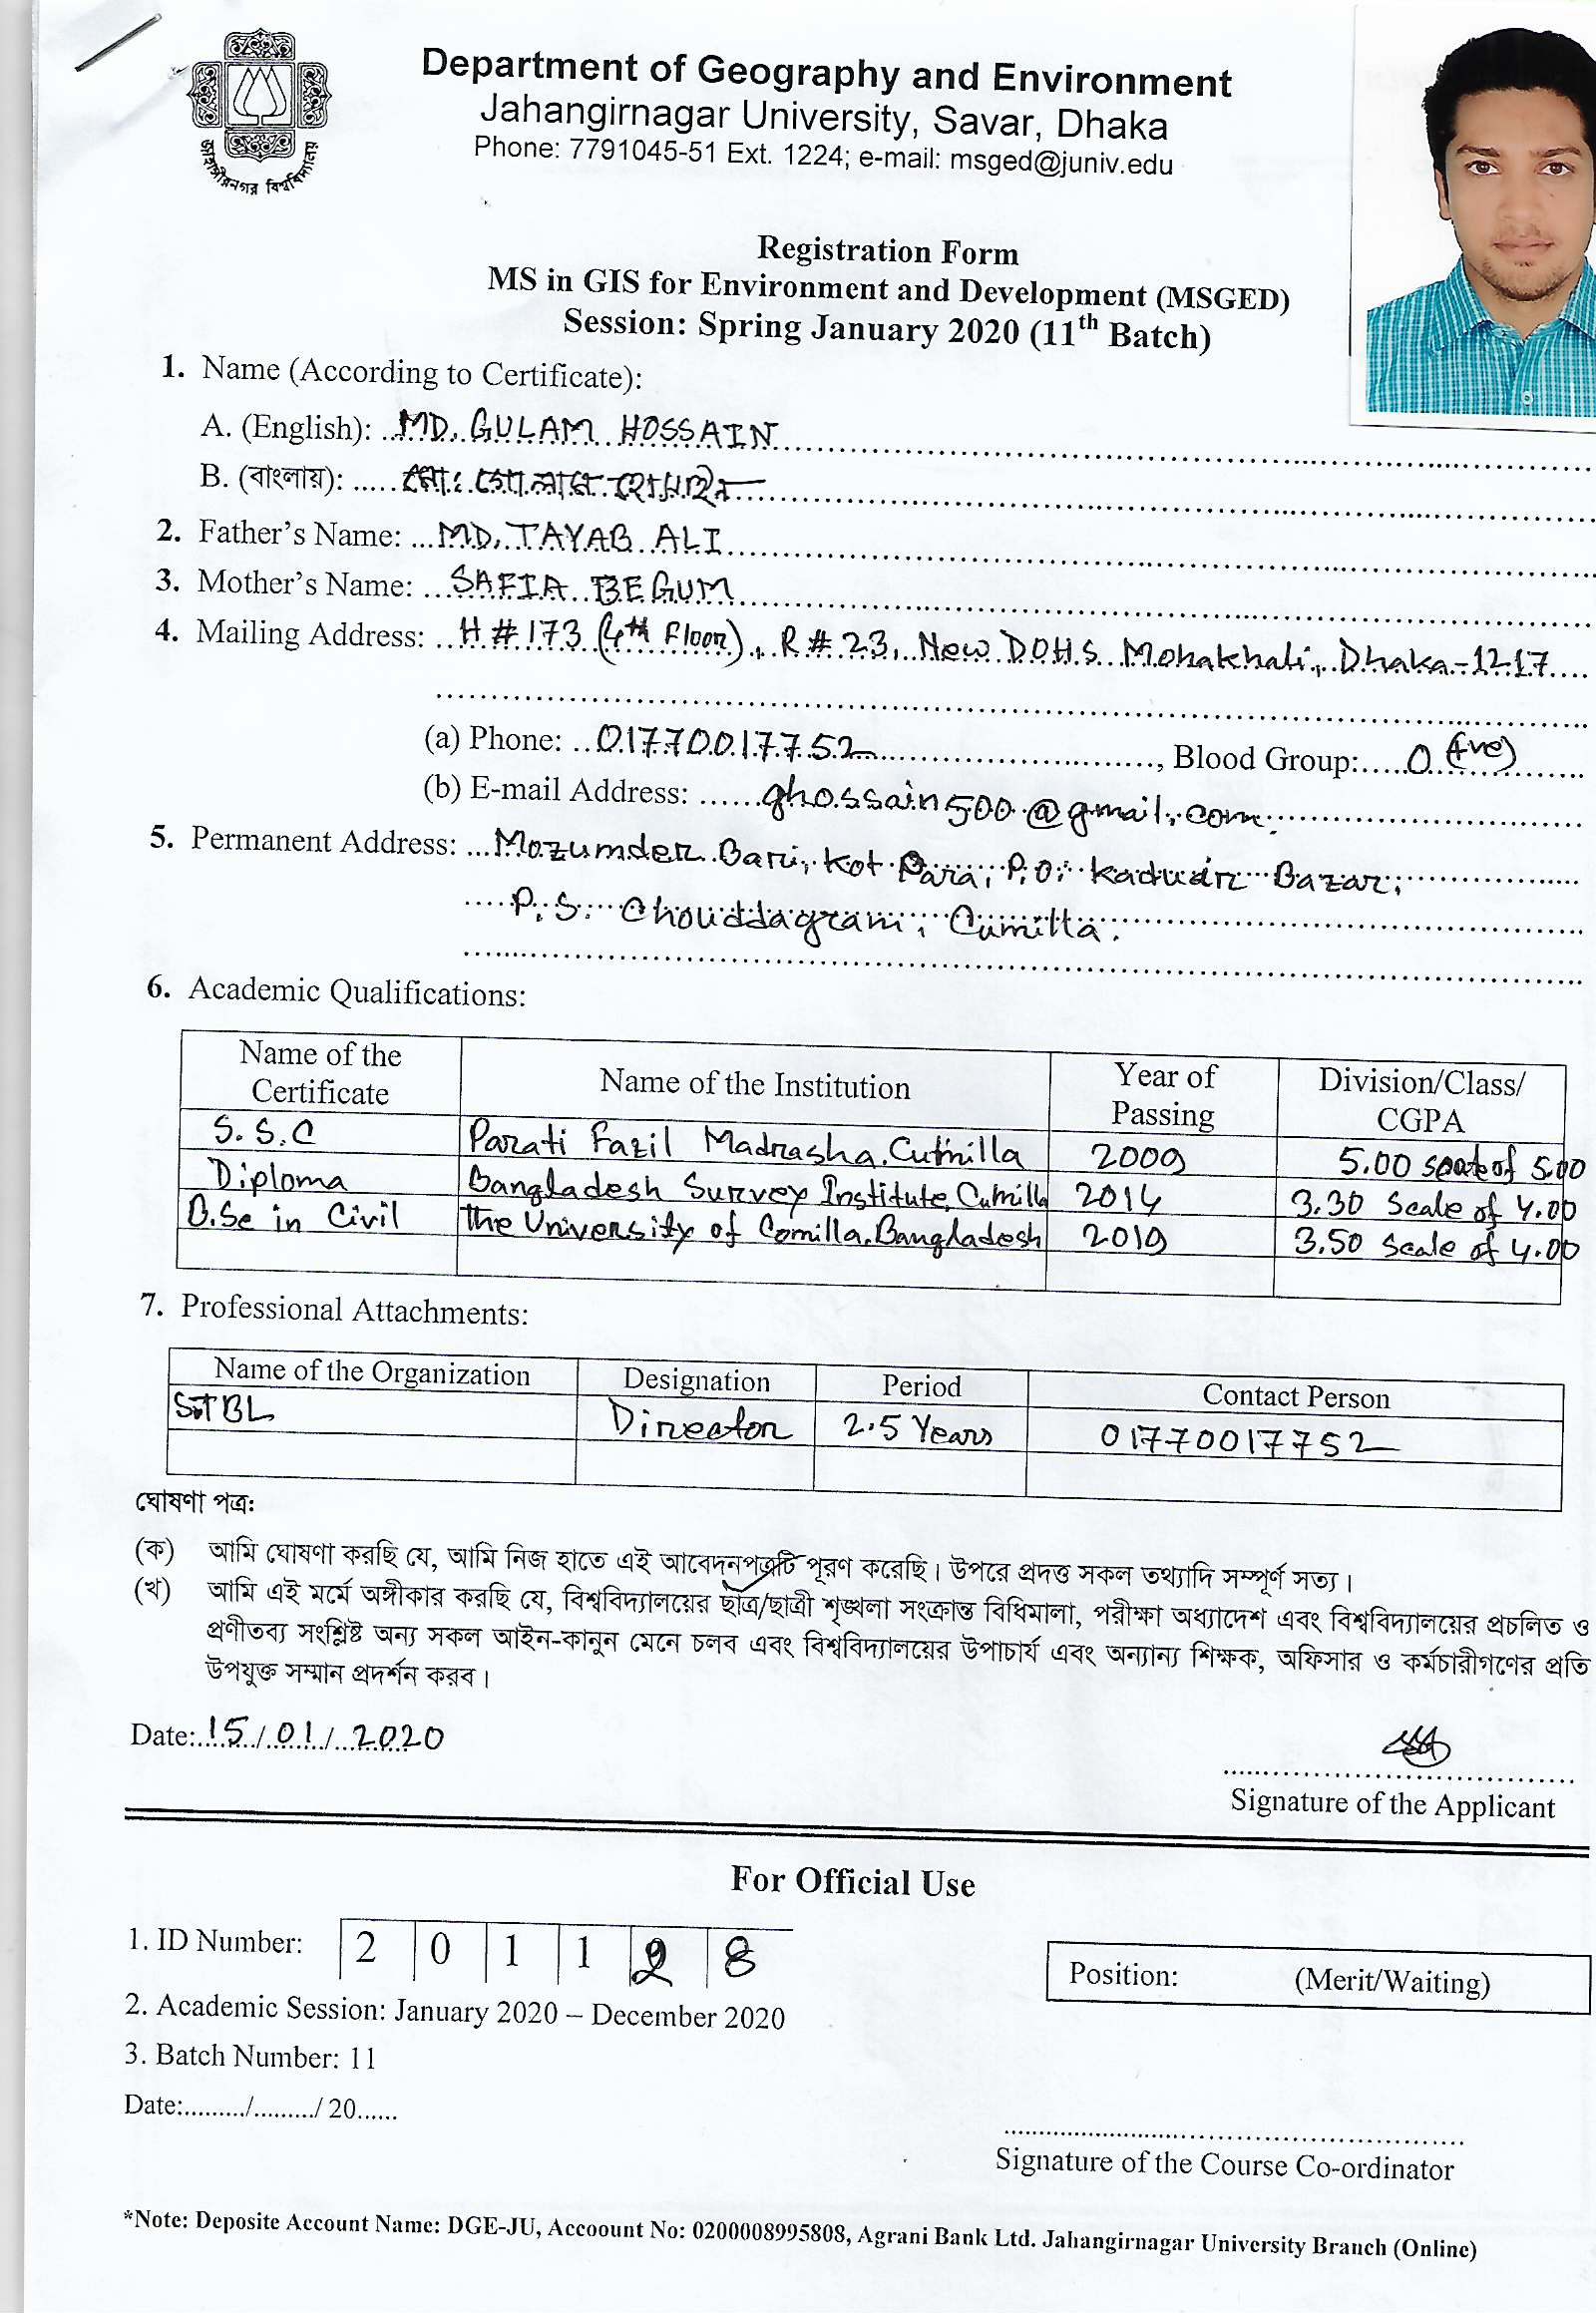 জাহাঙ্গীরনগর বিশ্ববিদ্যালয়
Department of Geography and Environment
Jahangirnagar University, Savar, Dhaka
Phone: 7791045-51 Ext. 1224; e-mail: msged@juniv.edu
Registration Form
MS in GIS for Environment and Development (MSGED)
Session: Spring January 2020 (11th Batch)
1. Name (According to Certificate):
A. (English): MD. GULAM HOSSAIN
B. (বাংলায়): মোঃ গোলাম হোসাইন
2. Father's Name: MD. TAYAB ALI
3. Mother's Name: SAFIA BEGUM
4. Mailing Address: H # 173 (4th Floor), R # 23, New DOHS Mohakhali, Dhaka-1217
(a) Phone: 01770017752, Blood Group: O (+ve)
(b) E-mail Address: ghossain500@gmail.com
5. Permanent Address: Mozumder Bari, Kot Para, P.O: Kaduair Bazar,
P.S: Chouddagram, Cumilla.
6. Academic Qualifications:
Name of the Certificate Name of the Institution Year of Passing Division/Class/ CGPA
S.S.C Parati Fazil Madrasha, Cumilla 2009 5.00 scale of 5.00
Diploma Bangladesh Survey Institute, Cumilla 2014 3.30 Scale of 4.00
B.Sc in Civil The University of Comilla, Bangladesh 2019 3.50 Scale of 4.00
7. Professional Attachments:
Name of the Organization Designation Period Contact Person
STBL Director 2.5 Years 01770017752
ঘোষণা পত্র:
(ক) আমি ঘোষণা করছি যে, আমি নিজ হাতে এই আবেদনপত্রটি পূরণ করেছি। উপরে প্রদত্ত সকল তথ্যাদি সম্পূর্ণ সত্য।
(খ) আমি এই মর্মে অঙ্গীকার করছি যে, বিশ্ববিদ্যালয়ের ছাত্র/ছাত্রী শৃঙ্খলা সংক্রান্ত বিধিমালা, পরীক্ষা অধ্যাদেশ এবং বিশ্ববিদ্যালয়ের প্রচলিত ও
প্রণীতব্য সংশ্লিষ্ট অন্য সকল আইন-কানুন মেনে চলব এবং বিশ্ববিদ্যালয়ের উপাচার্য এবং অন্যান্য শিক্ষক, অফিসার ও কর্মচারীগণের প্রতি
উপযুক্ত সম্মান প্রদর্শন করব।
Date: 15/01/2020
Signature of the Applicant
For Official Use
1. ID Number: 2 0 1 1 2 8
Position: (Merit/Waiting)
2. Academic Session: January 2020 – December 2020
3. Batch Number: 11
Date:........./........./ 20......
Signature of the Course Co-ordinator
*Note: Deposite Account Name: DGE-JU, Accoount No: 0200008995808, Agrani Bank Ltd. Jahangirnagar University Branch (Online)